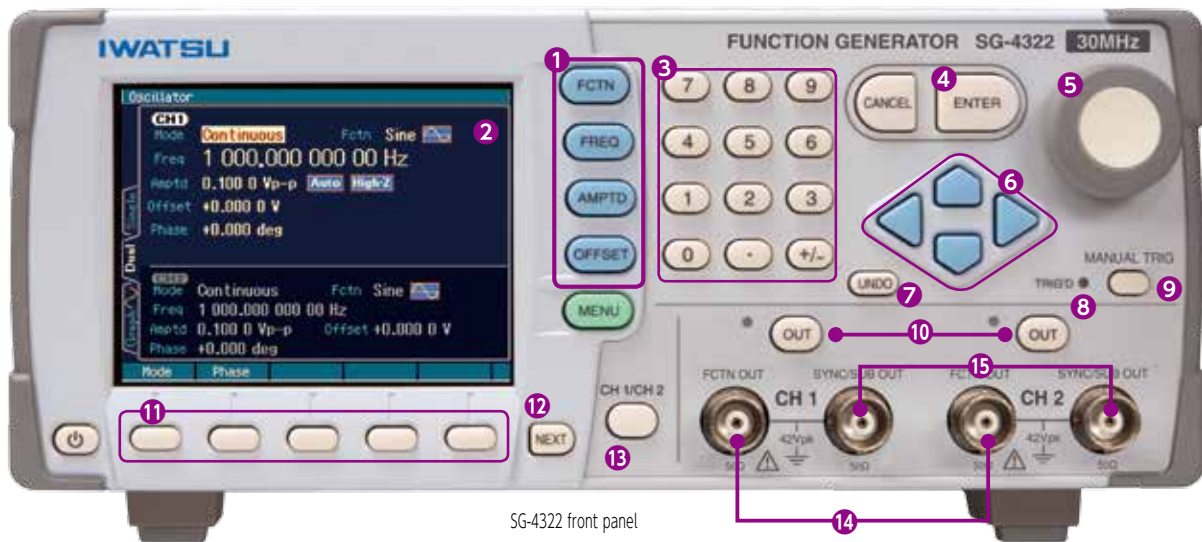 IWATSU
FUNCTION GENERATOR SG-4322 30MHz
Oscillator
CH1
Mode Continuous Fctn Sine
2
Freq 1 000.000 000 00 Hz
Amptd 0.100 0 Vp-p Auto High-Z
Offset +0.000 0 V
Phase +0.000 deg
CH2
Mode Continuous Fctn Sine
Freq 1 000.000 000 00 Hz
Amptd 0.100 0 Vp-p Offset +0.000 0 V
Phase +0.000 deg
Dual
Graph
Mode Phase
1
FCTN
FREQ
AMPTD
OFFSET
MENU
3
7 8 9
4 5 6
1 2 3
0 . +/-
4
CANCEL ENTER
5
6
UNDO
7
MANUAL TRIG
TRIG'D
8
9
OUT 10 OUT
15
FCTN OUT SYNC/SUB OUT FCTN OUT SYNC/SUB OUT
CH 1 CH 2
42Vpk 42Vpk
50Ω 50Ω 50Ω 50Ω
14
11
12
NEXT
CH 1/CH 2
13
SG-4322 front panel